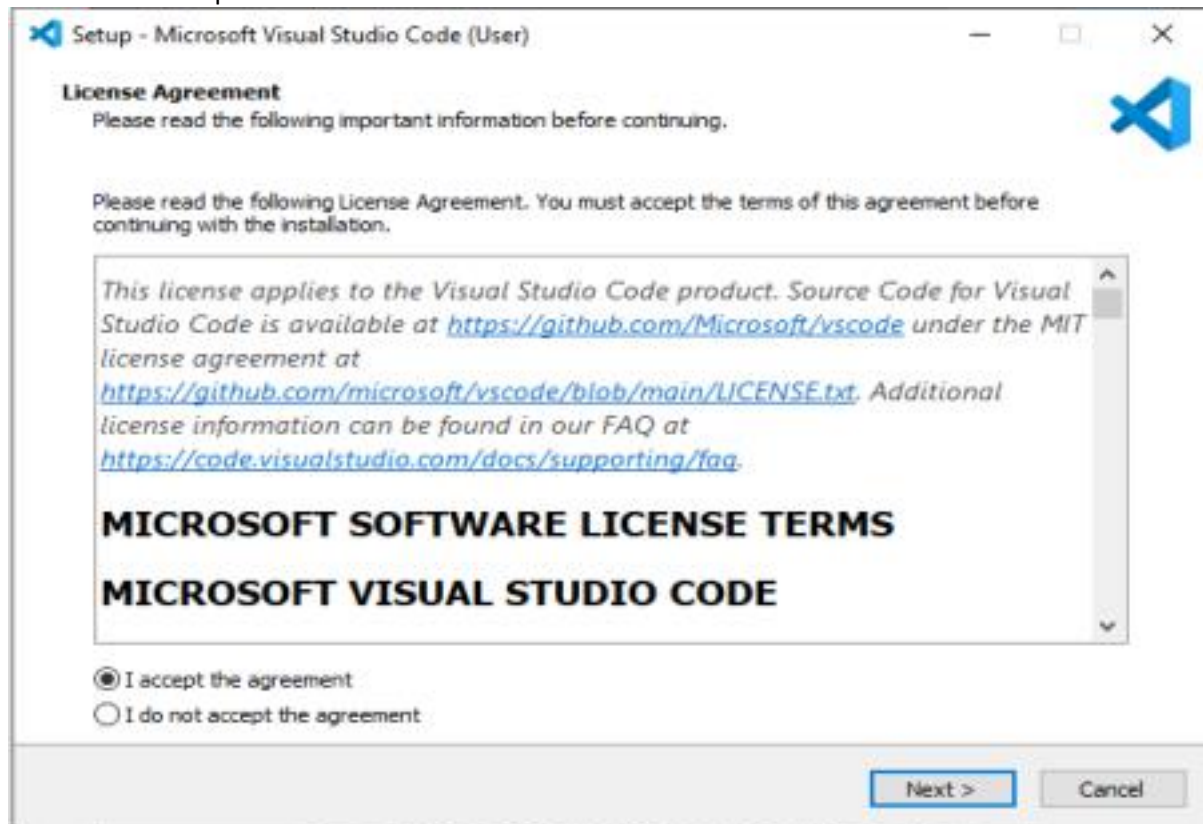 Setup - Microsoft Visual Studio Code (User)
License Agreement
Please read the following important information before continuing.
Please read the following License Agreement. You must accept the terms of this agreement before
continuing with the installation.
This license applies to the Visual Studio Code product. Source Code for Visual
Studio Code is available at https://github.com/Microsoft/vscode under the MIT
license agreement at
https://github.com/microsoft/vscode/blob/main/LICENSE.txt. Additional
license information can be found in our FAQ at
https://code.visualstudio.com/docs/supporting/faq.
MICROSOFT SOFTWARE LICENSE TERMS
MICROSOFT VISUAL STUDIO CODE
I accept the agreement
I do not accept the agreement
Next >
Cancel